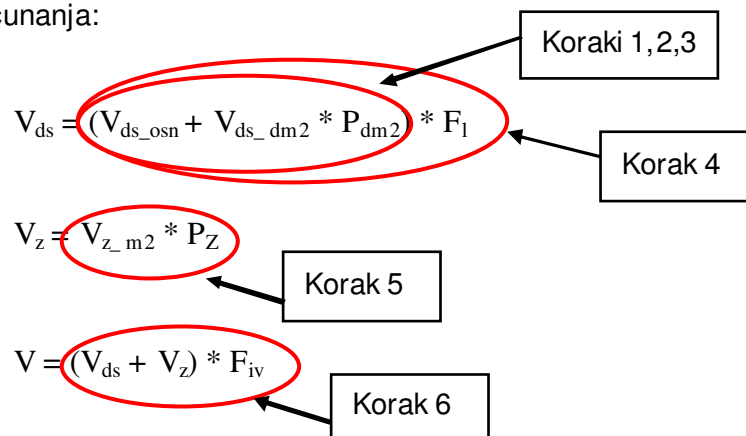 Koraki 1,2,3
V_ds = (V_ds_osn + V_ds_dm2 * P_dm2) * F_l
Korak 4
V_z = V_z_m2 * P_Z
Korak 5
V = (V_ds + V_z) * F_iv
Korak 6